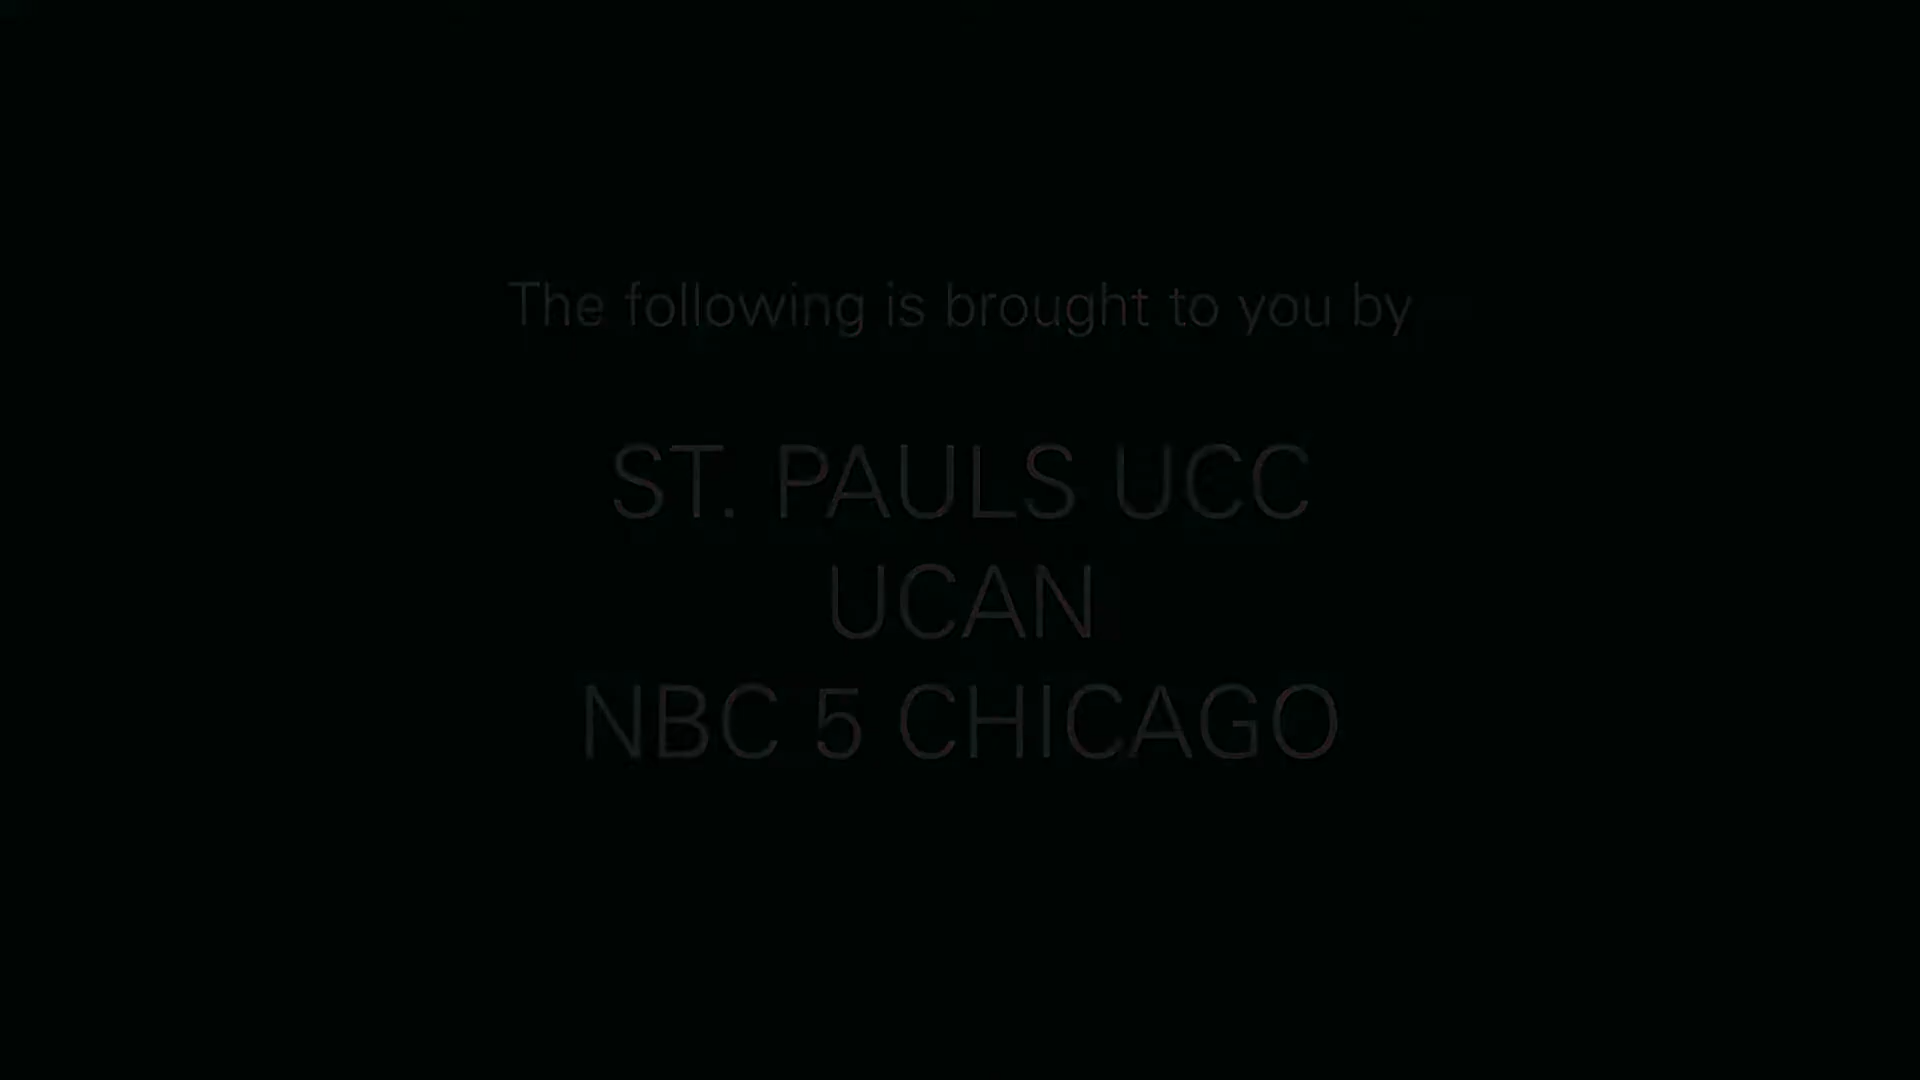 The following is brought to you by
ST. PAULS UCC
UCAN
NBC 5 CHICAGO